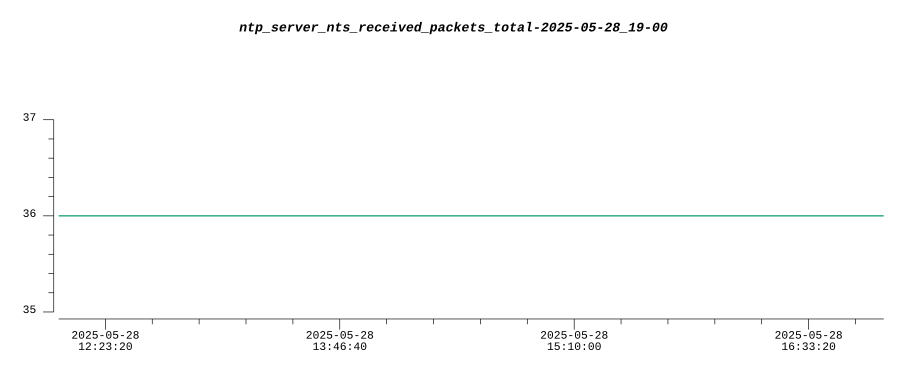 ntp_server_nts_received_packets_total-2025-05-28_19-00
37
36
35
2025-05-28 2025-05-28 2025-05-28 2025-05-28
12:23:20 13:46:40 15:10:00 16:33:20